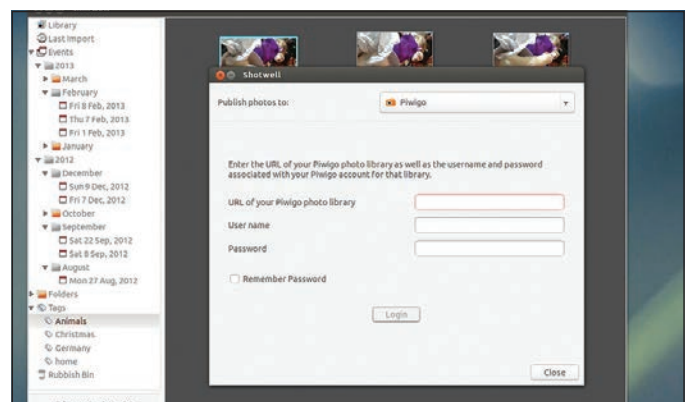 Library
Last Import
Events
2013
March
February
Fri 8 Feb, 2013
Thu 7 Feb, 2013
Fri 1 Feb, 2013
January
2012
December
Sun 9 Dec, 2012
Fri 7 Dec, 2012
October
September
Sat 22 Sep, 2012
Sat 8 Sep, 2012
August
Mon 27 Aug, 2012
Folders
Tags
Animals
Christmas
Germany
home
Rubbish Bin
Shotwell
Publish photos to:
Piwigo
Enter the URL of your Piwigo photo library as well as the username and password
associated with your Piwigo account for that library.
URL of your Piwigo photo library
User name
Password
Remember Password
Login
Close